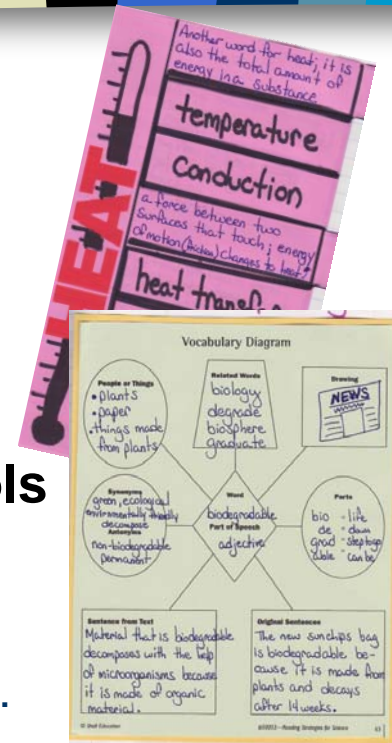 Another word for heat; it is
also the total amount of
energy in a substance
temperature
Conduction
a force between two
surfaces that touch; energy
of motion (friction) changes to heat
heat
HEAT
Vocabulary Diagram
People or Things
• plants
• paper
• things made
from plants
Related Words
biology
degrade
biosphere
graduate
Drawing
NEWS
ols
Synonyms
green, ecological
environmentally friendly
decompose
Antonyms
non-biodegradable
permanent
Word
biodegradable
Part of Speech
adjective
Parts
bio - life
de - down
grad - step to go
able - can be
Sentence from Text
Material that is biodegradable
decomposes with the help
of microorganisms because
it is made of organic
material.
Original Sentences
The new sunchips bag
is biodegradable be-
cause it is made from
plants and decays
after 14 weeks.
.
© Shell Education
#50053—Reading Strategies for Science
63